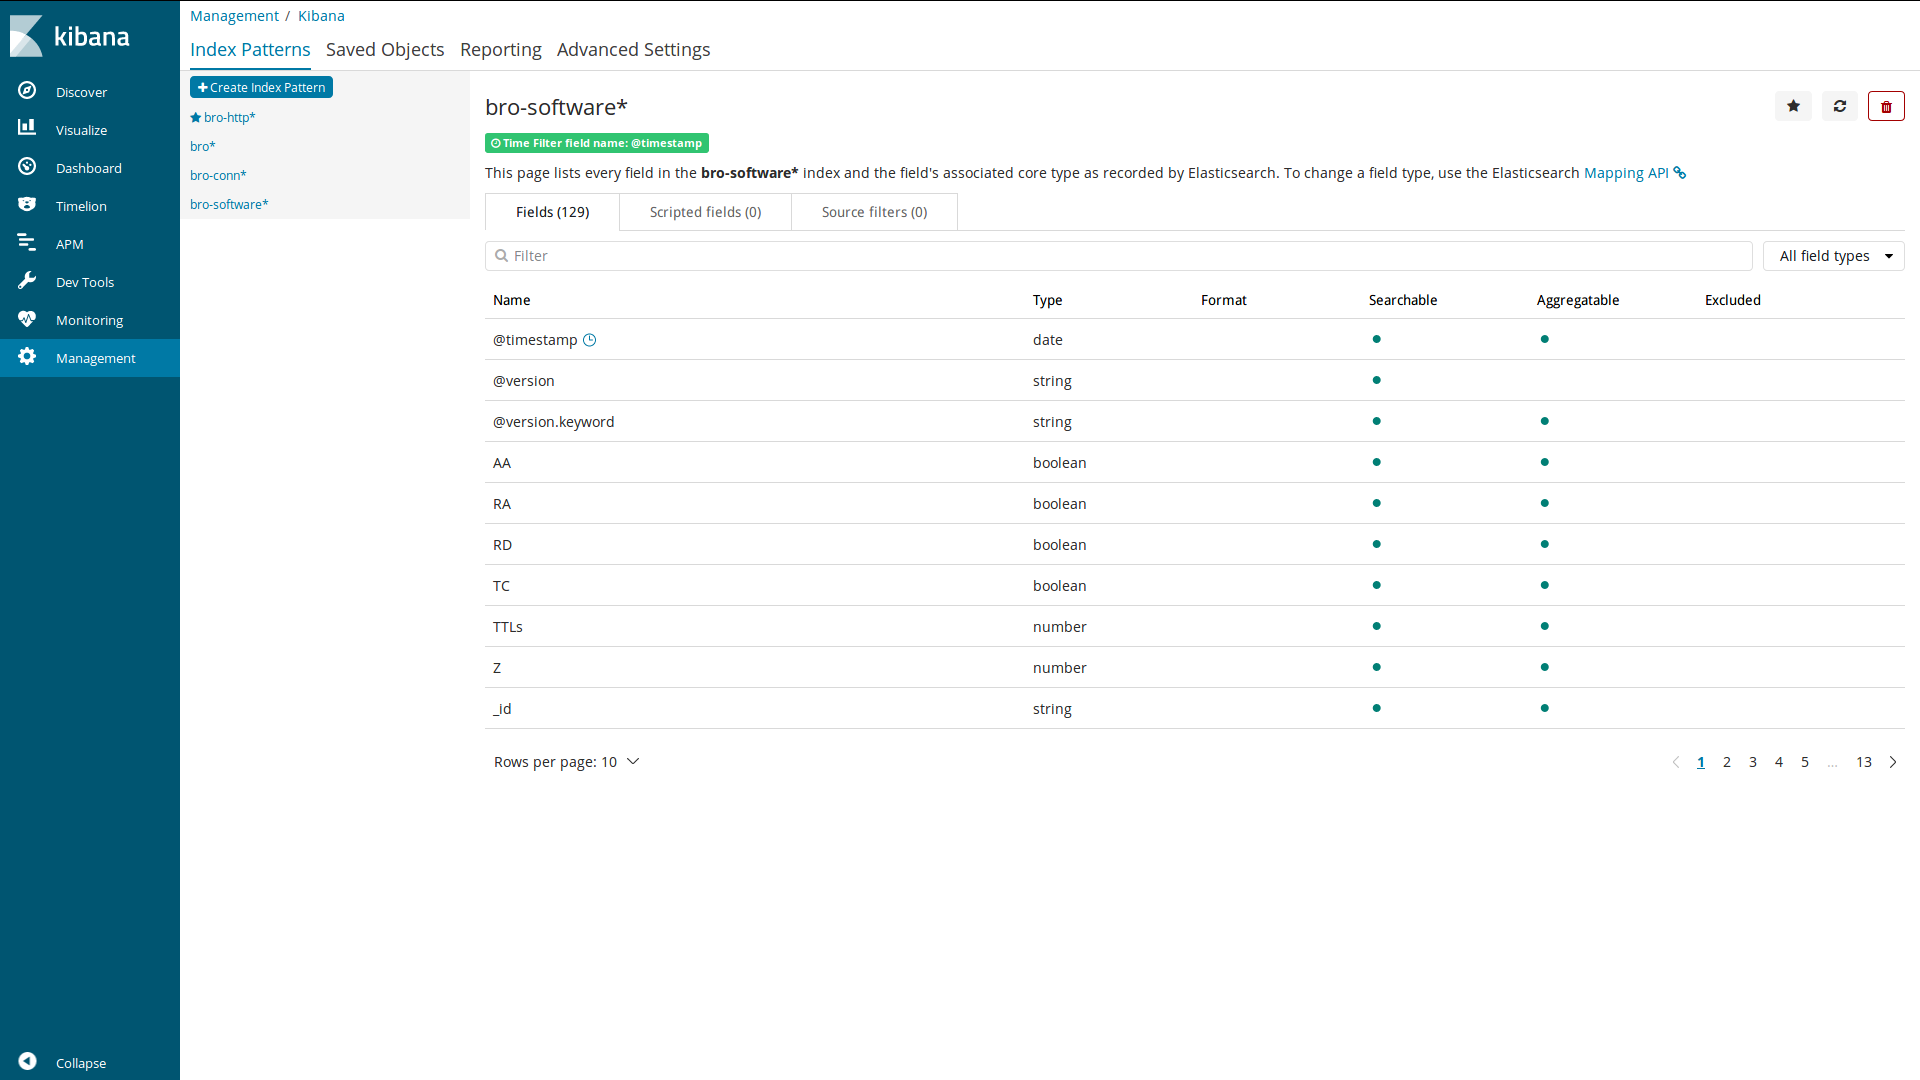 kibana
Discover
Visualize
Dashboard
Timelion
APM
Dev Tools
Monitoring
Management
Collapse
Management / Kibana
Index Patterns Saved Objects Reporting Advanced Settings
Create Index Pattern
bro-http*
bro*
bro-conn*
bro-software*
bro-software*
Time Filter field name: @timestamp
This page lists every field in the bro-software* index and the field's associated core type as recorded by Elasticsearch. To change a field type, use the Elasticsearch Mapping API
Fields (129) Scripted fields (0) Source filters (0)
Filter All field types
Name Type Format Searchable Aggregatable Excluded
@timestamp date
@version string
@version.keyword string
AA boolean
RA boolean
RD boolean
TC boolean
TTLs number
Z number
_id string
Rows per page: 10 1 2 3 4 5 ... 13